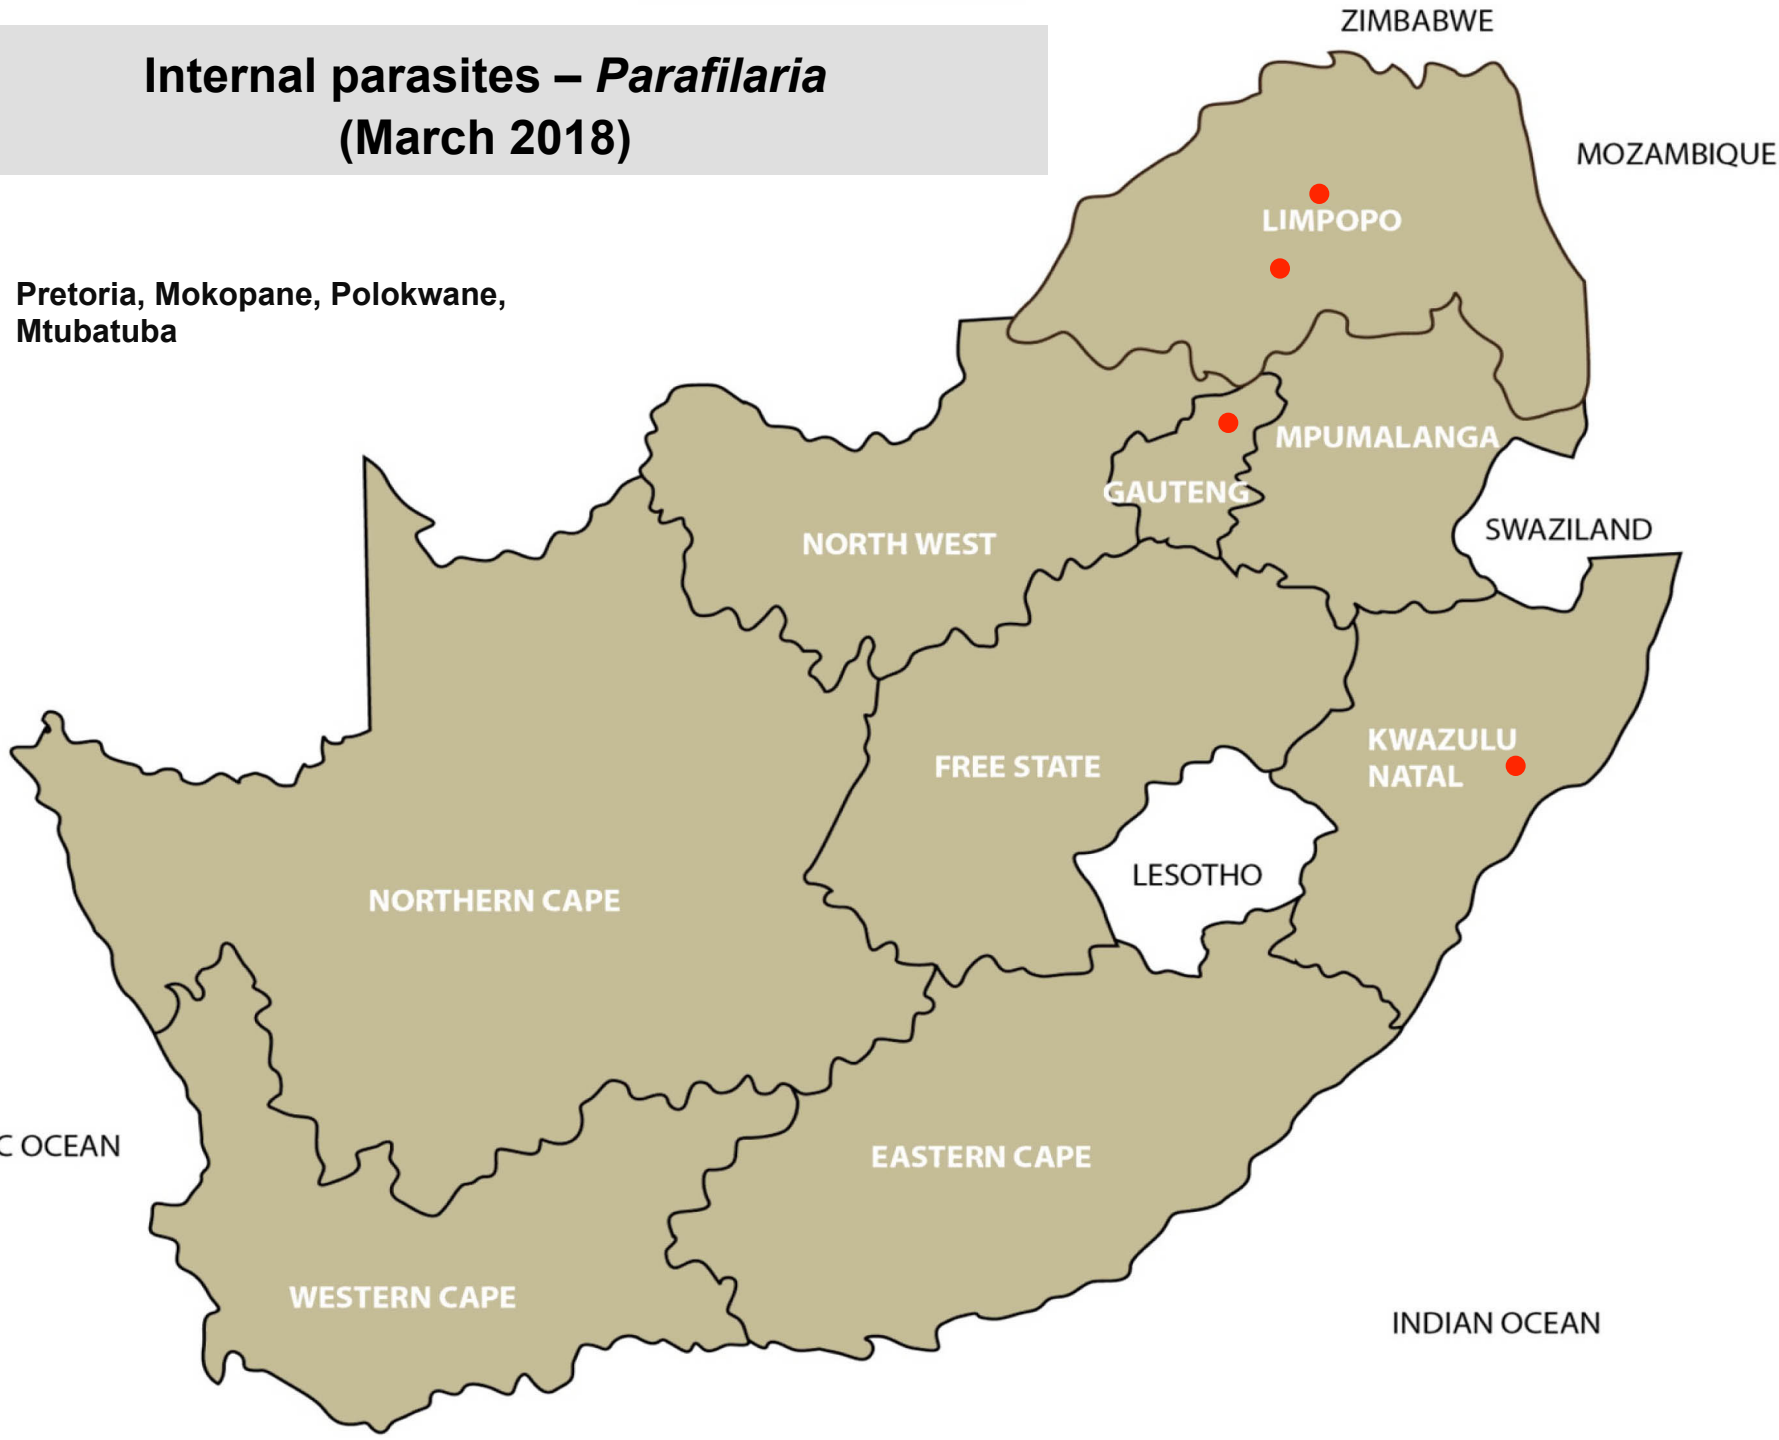 ZIMBABWE
Internal parasites – Parafilaria
(March 2018)
MOZAMBIQUE
LIMPOPO
Pretoria, Mokopane, Polokwane,
Mtubatuba
MPUMALANGA
GAUTENG
SWAZILAND
NORTH WEST
KWAZULU
NATAL
FREE STATE
LESOTHO
NORTHERN CAPE
C OCEAN
EASTERN CAPE
WESTERN CAPE
INDIAN OCEAN